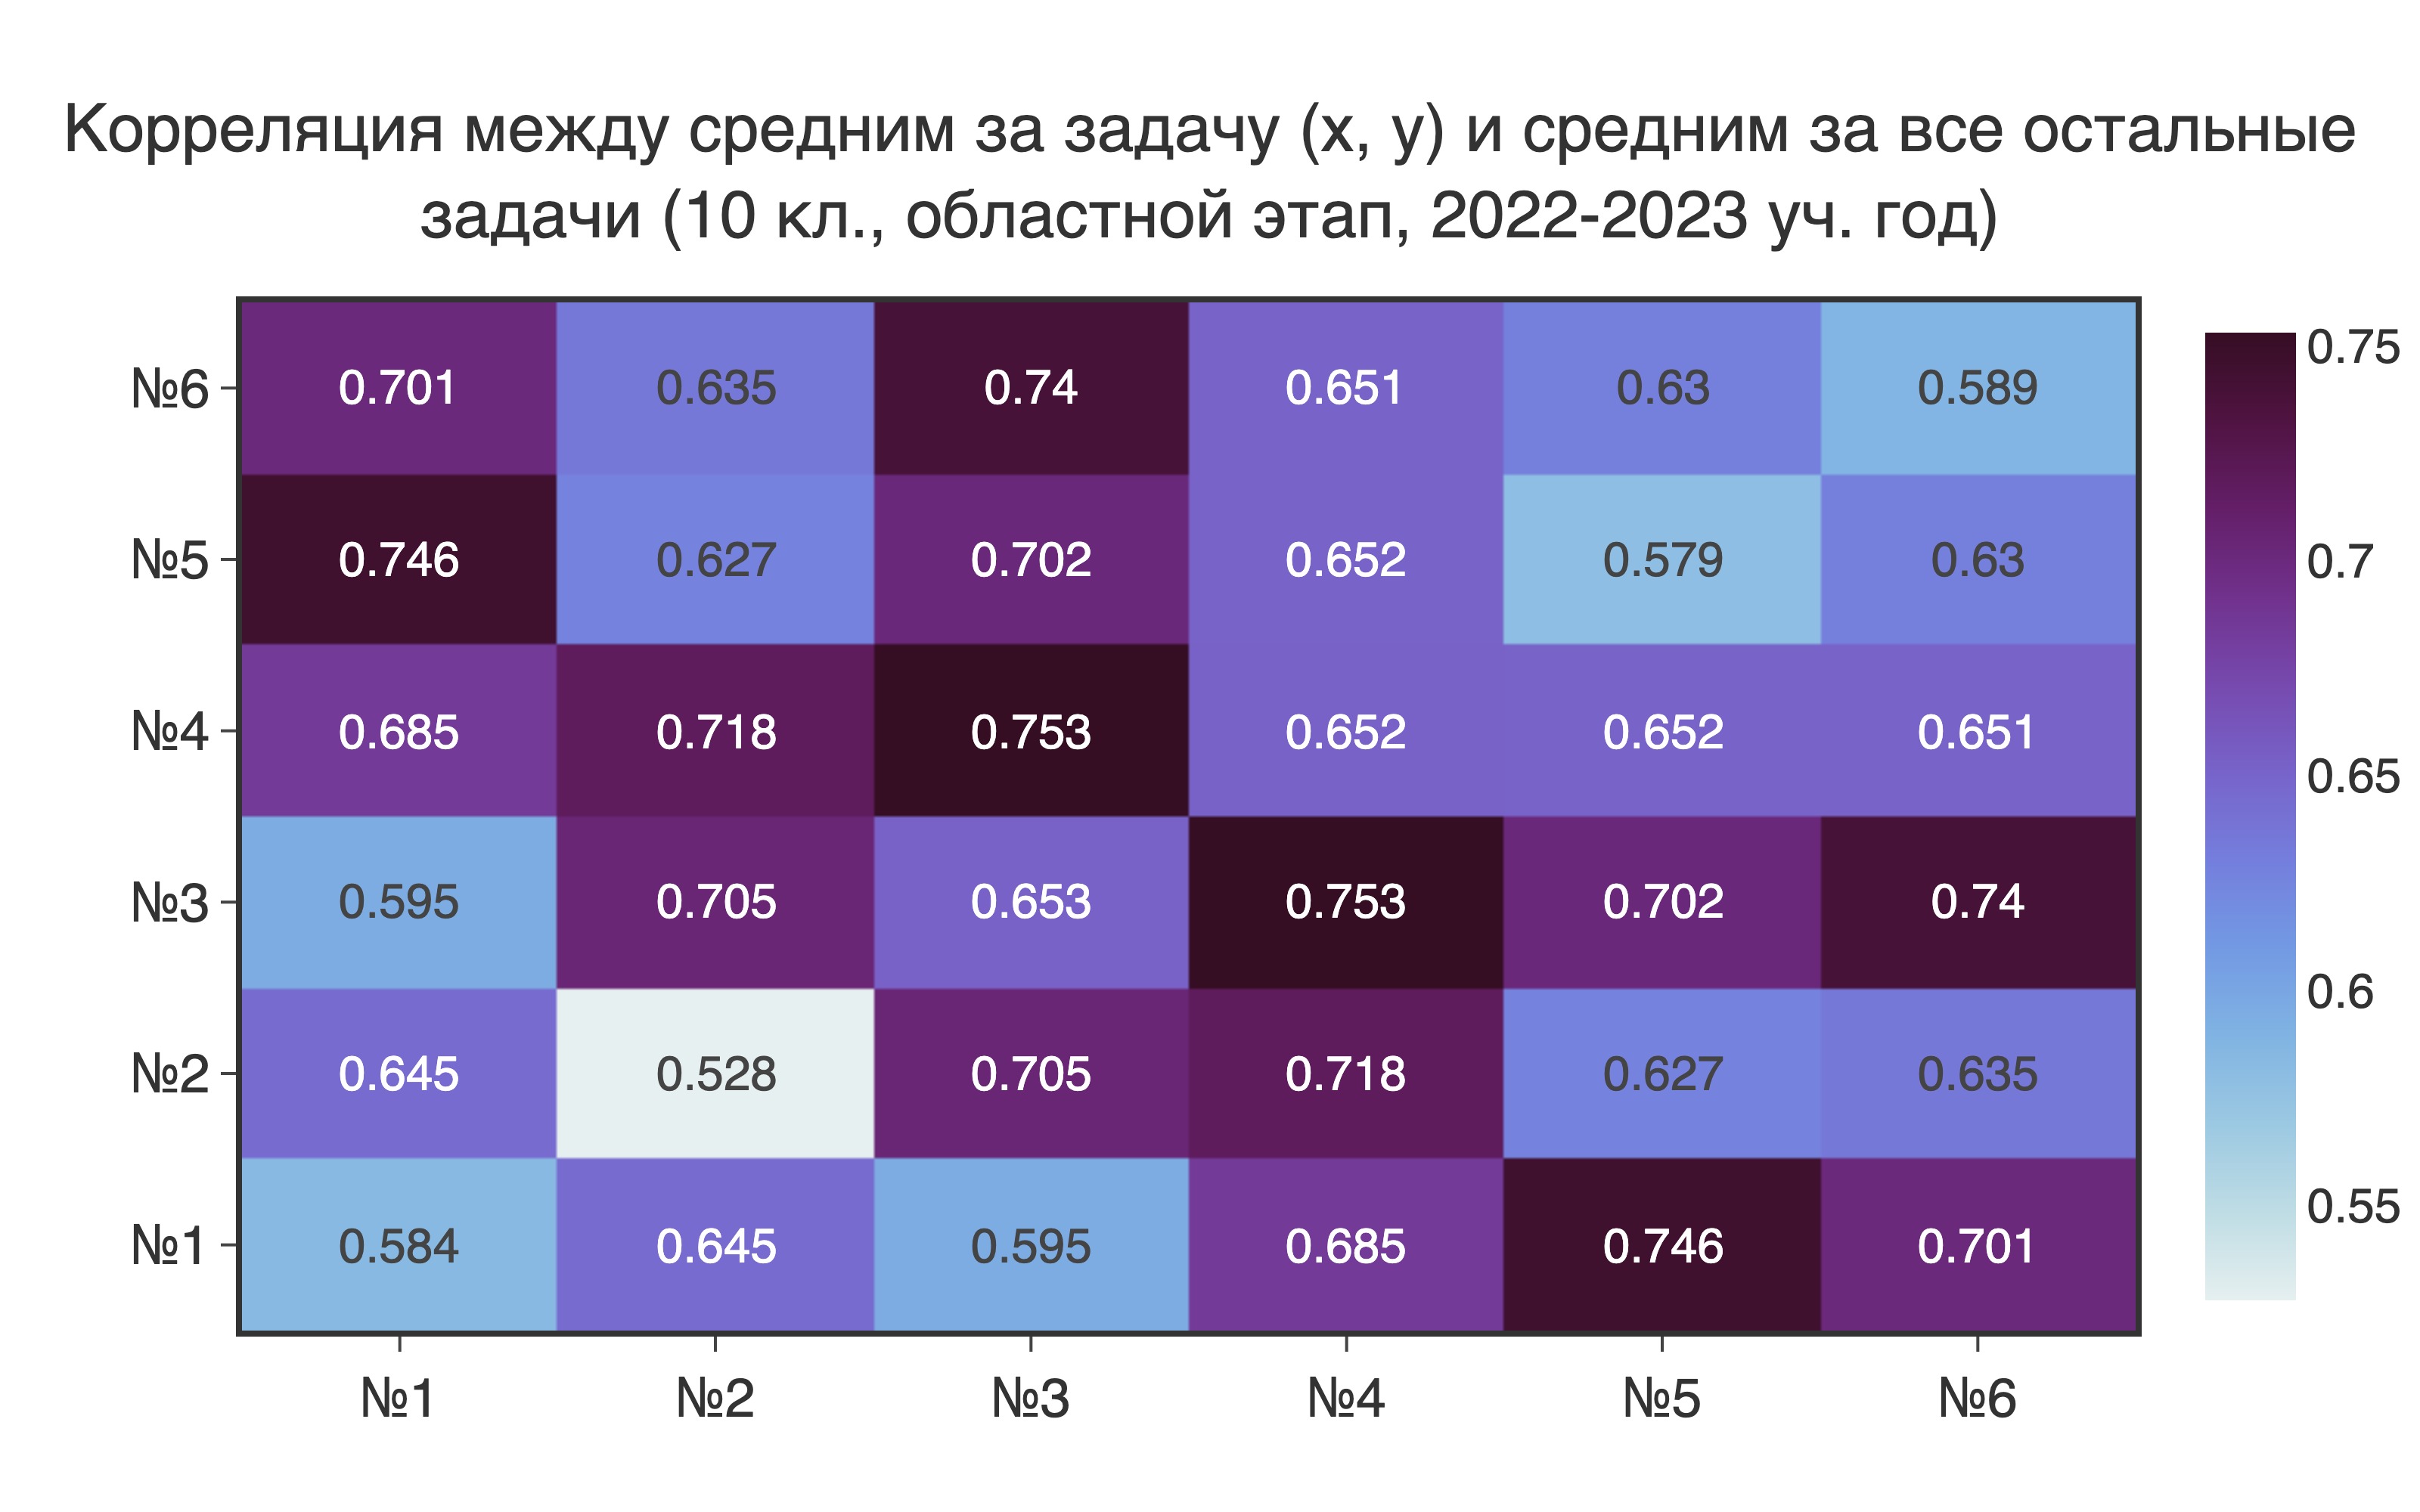 Корреляция между средним за задачу (x, y) и средним за все остальные
задачи (10 кл., областной этап, 2022-2023 уч. год)
№6 0.701 0.635 0.74 0.651 0.63 0.589
№5 0.746 0.627 0.702 0.652 0.579 0.63
№4 0.685 0.718 0.753 0.652 0.652 0.651
№3 0.595 0.705 0.653 0.753 0.702 0.74
№2 0.645 0.528 0.705 0.718 0.627 0.635
№1 0.584 0.645 0.595 0.685 0.746 0.701
№1 №2 №3 №4 №5 №6
0.75
0.7
0.65
0.6
0.55